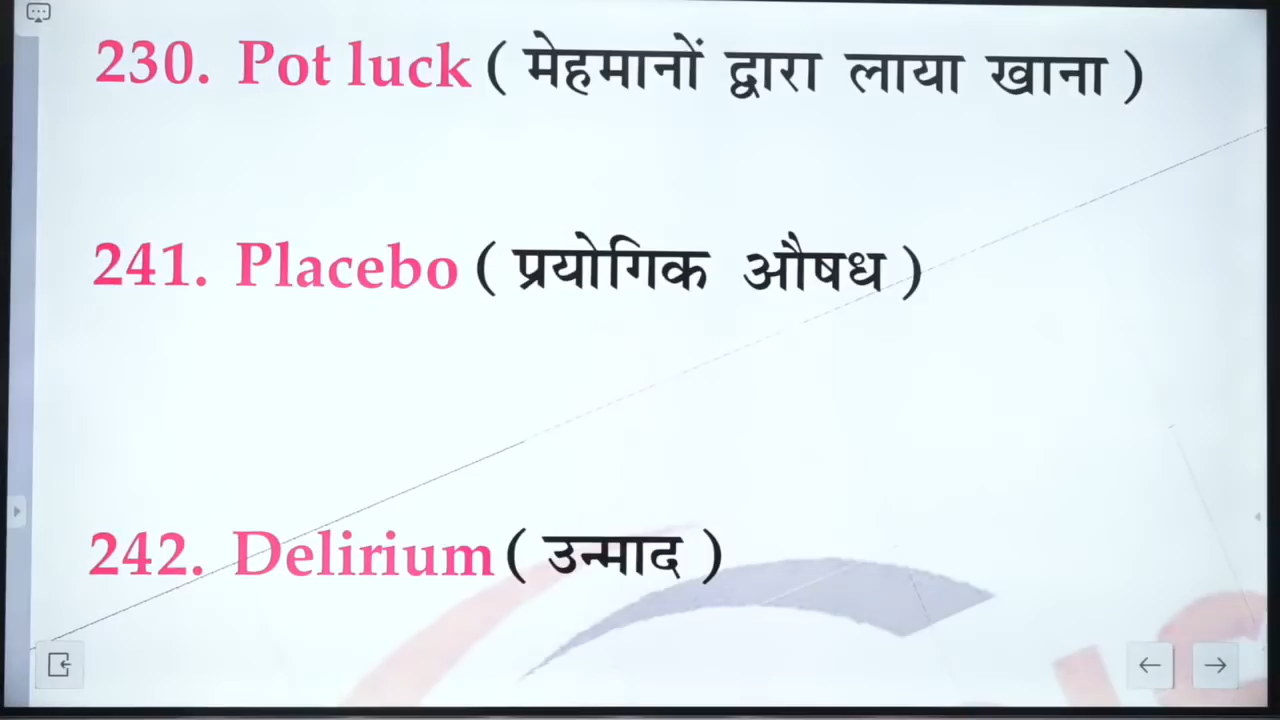 230. Pot luck ( मेहमानों द्वारा लाया खाना )
241. Placebo ( प्रयोगिक औषध )
242. Delirium ( उन्माद )